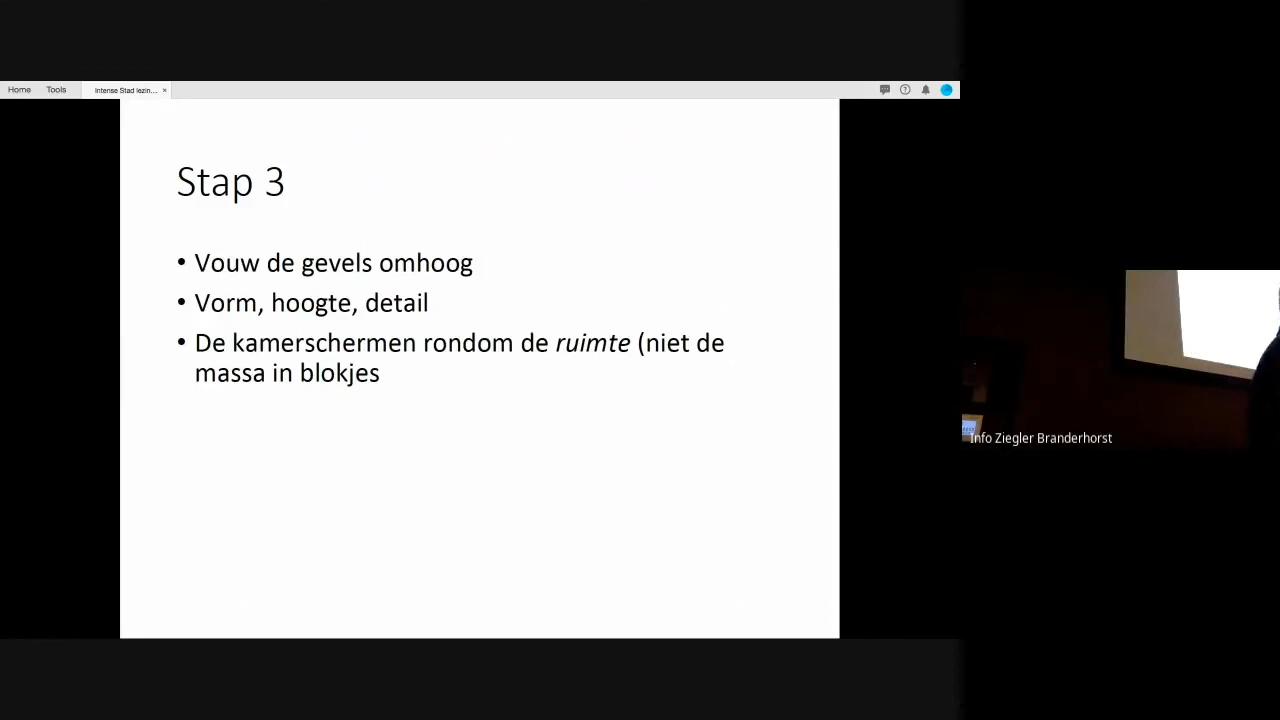 Home Tools Intense Stad lezin... ×
Stap 3
• Vouw de gevels omhoog
• Vorm, hoogte, detail
• De kamerschermen rondom de ruimte (niet de
massa in blokjes
Info Ziegler Branderhorst